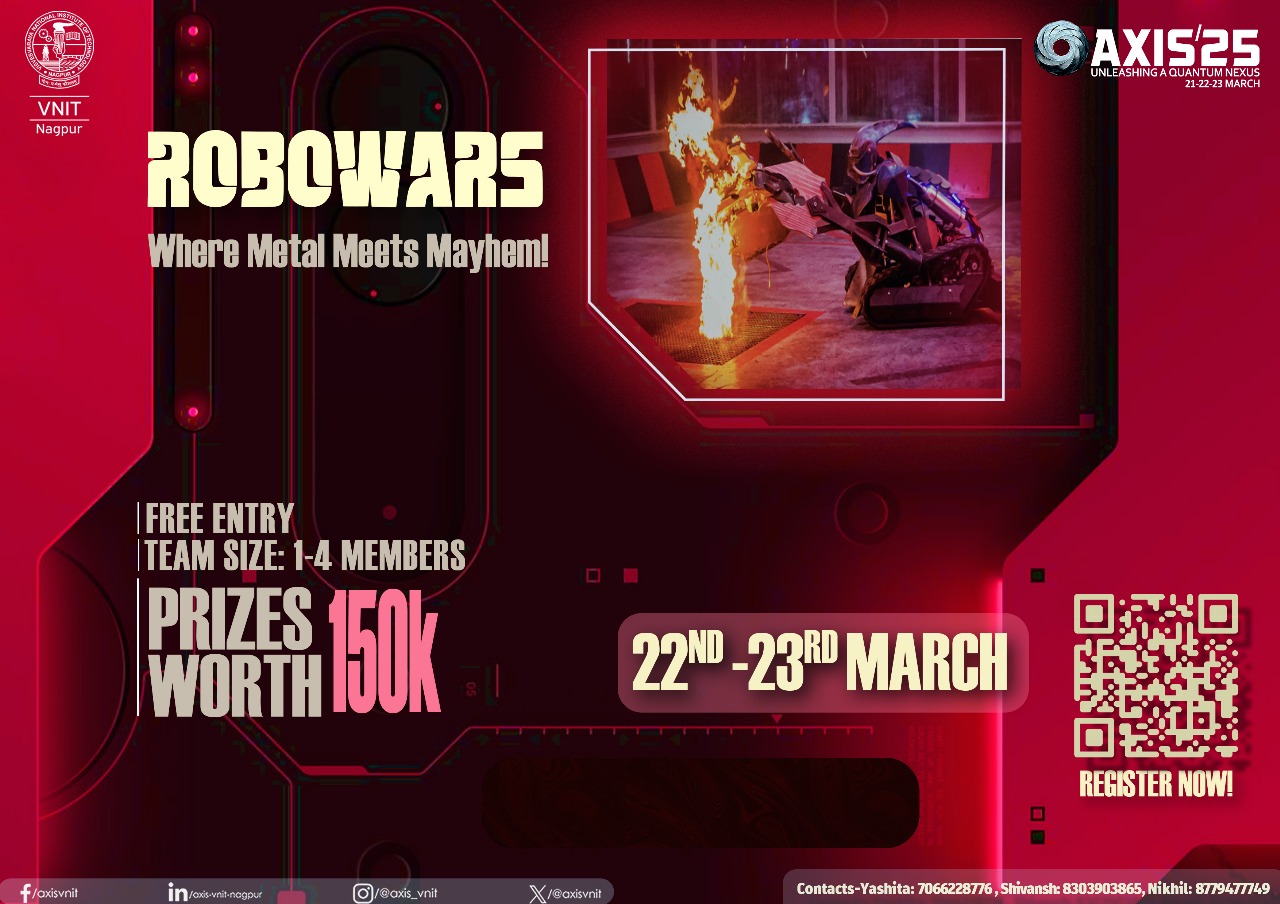 VNIT
Nagpur
AXIS'25
UNLEASHING A QUANTUM NEXUS
21-22-23 MARCH
ROBOWARS
Where Metal Meets Mayhem!
FREE ENTRY
TEAM SIZE: 1-4 MEMBERS
PRIZES
WORTH 150k
22ND -23RD MARCH
REGISTER NOW!
/axisvnit
/axis-vnit-nagpur
/@axis_vnit
/@axisvnit
Contacts-Yashita: 7066228776 , Shivansh: 8303903865, Nikhil: 8779477749